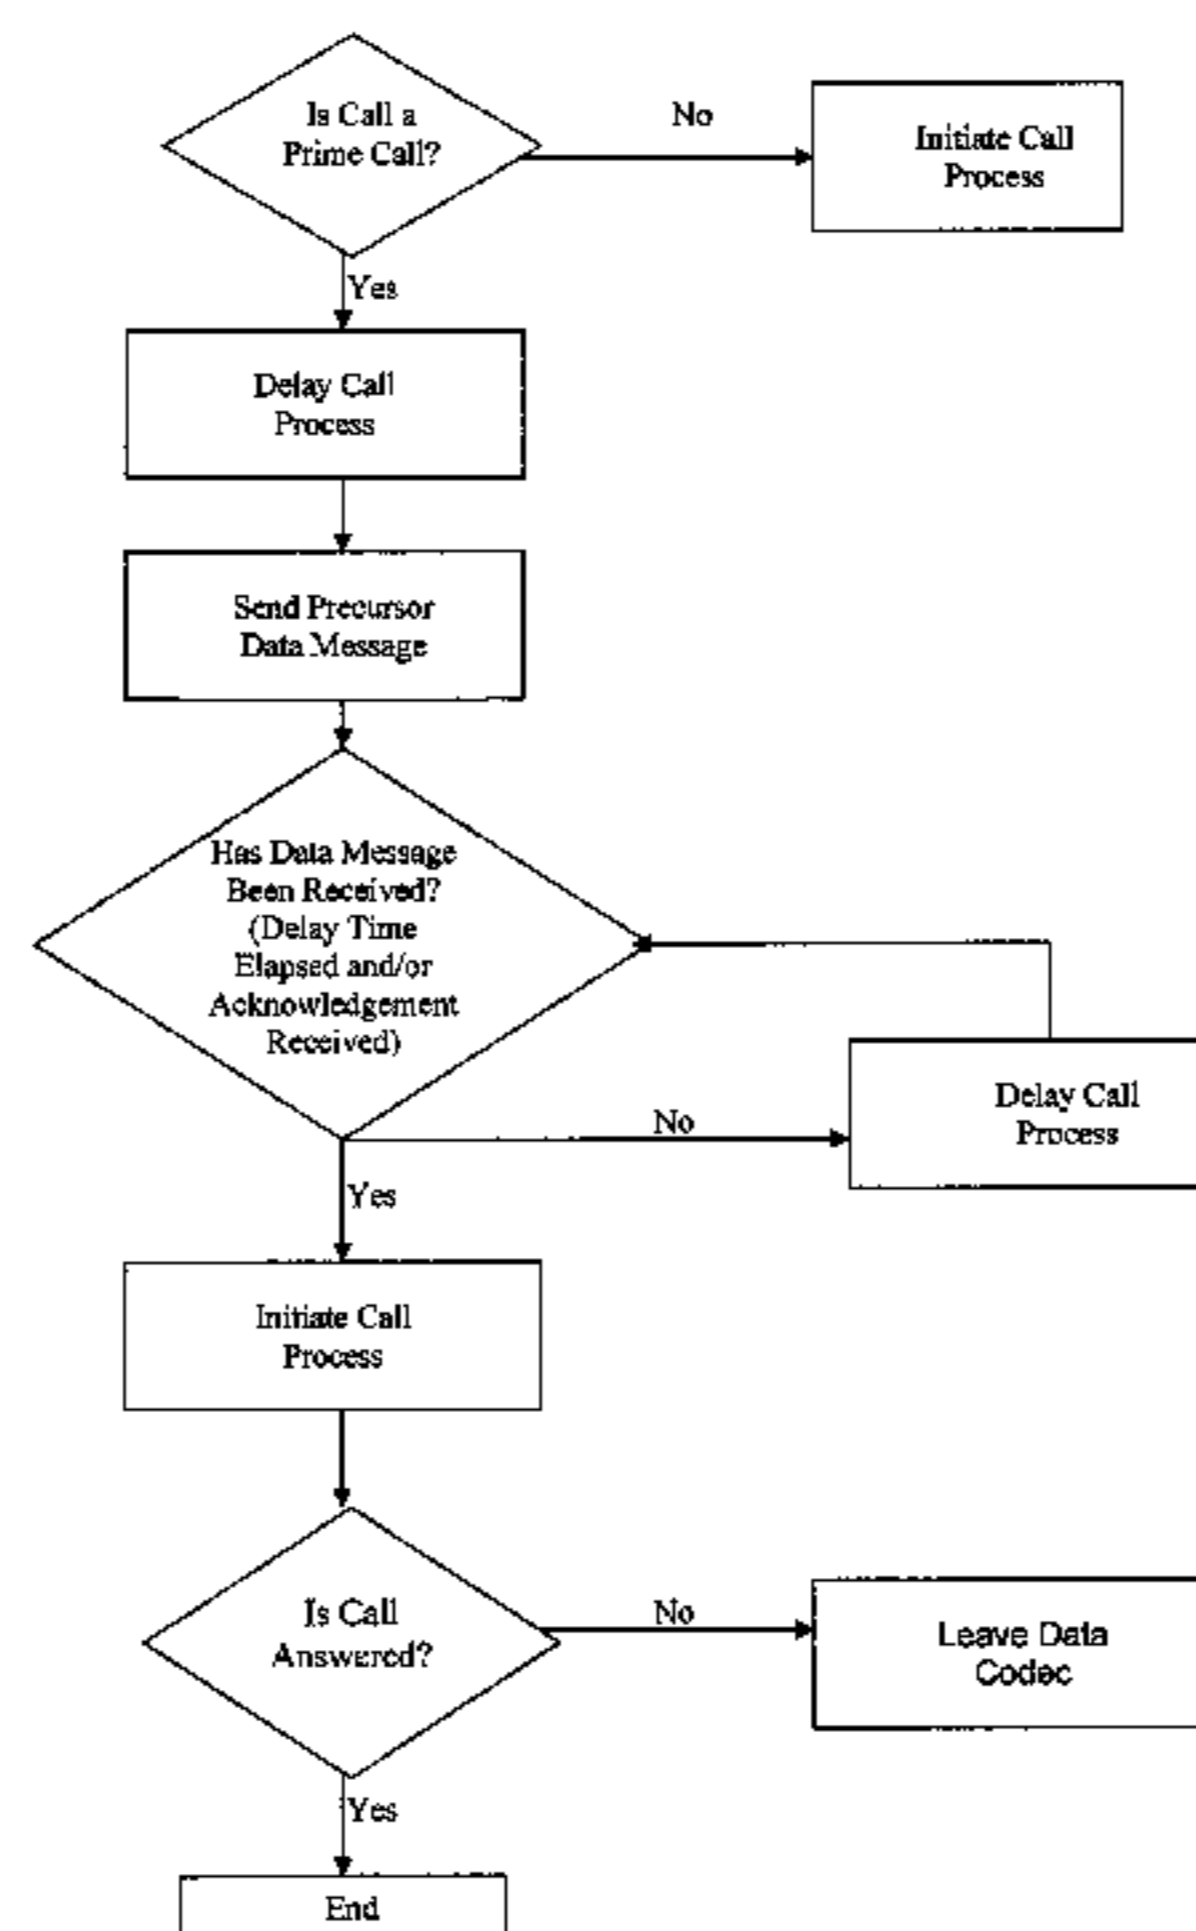 Is Call a
Prime Call?
No
Initiate Call
Process
Yes
Delay Call
Process
Send Precursor
Data Message
Has Data Message
Been Received?
(Delay Time
Elapsed and/or
Acknowledgement
Received)
Delay Call
Process
No
Yes
Initiate Call
Process
Is Call
Answered?
No
Leave Data
Codec
Yes
End